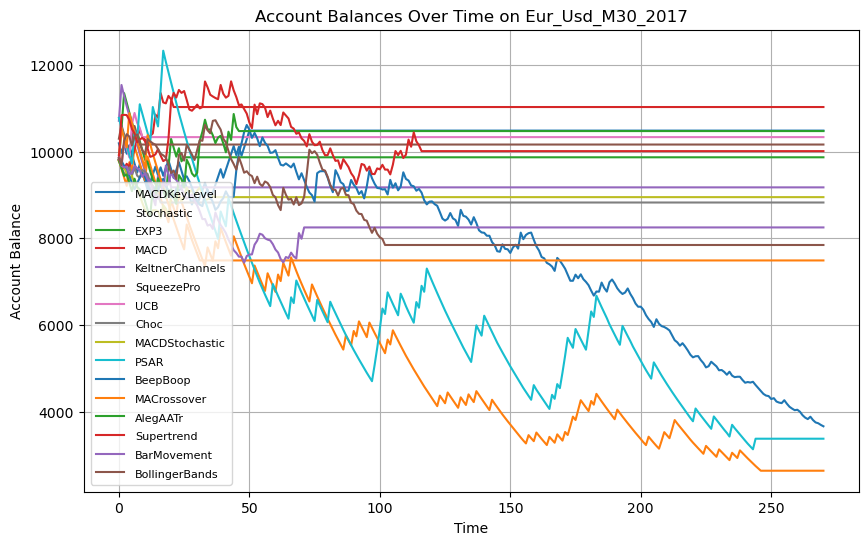 Account Balances Over Time on Eur_Usd_M30_2017
Account Balance
12000
10000
8000
6000
4000
MACDKeyLevel
Stochastic
EXP3
MACD
KeltnerChannels
SqueezePro
UCB
Choc
MACDStochastic
PSAR
BeepBoop
MACrossover
AlegAATr
Supertrend
BarMovement
BollingerBands
0 50 100 150 200 250
Time